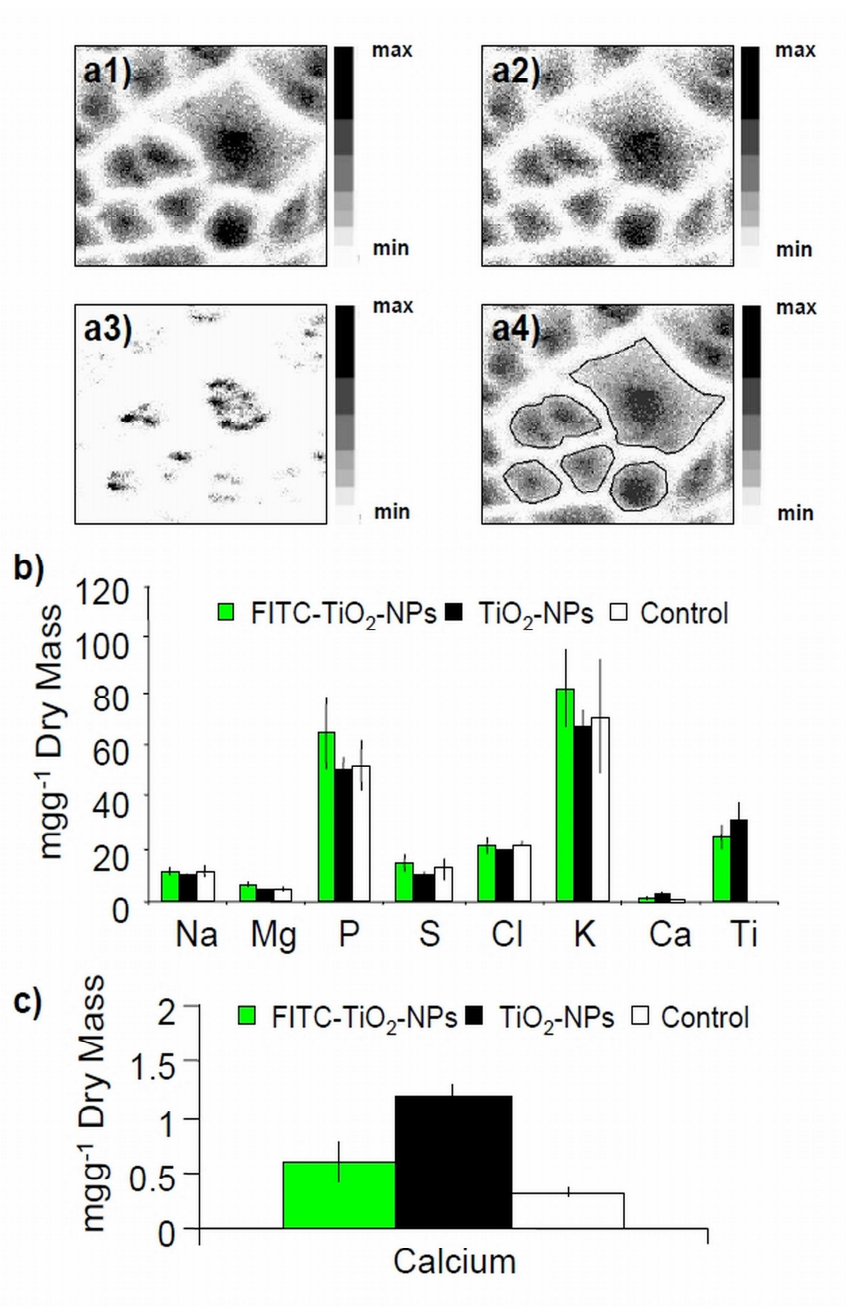 a1)
max
min
a2)
max
min
a3)
max
min
a4)
max
min
b)
mgg⁻¹ Dry Mass
120
100
80
60
40
20
0
FITC-TiO₂-NPs TiO₂-NPs Control
Na Mg P S Cl K Ca Ti
c)
mgg⁻¹ Dry Mass
2
1.5
1
0.5
0
FITC-TiO₂-NPs TiO₂-NPs Control
Calcium